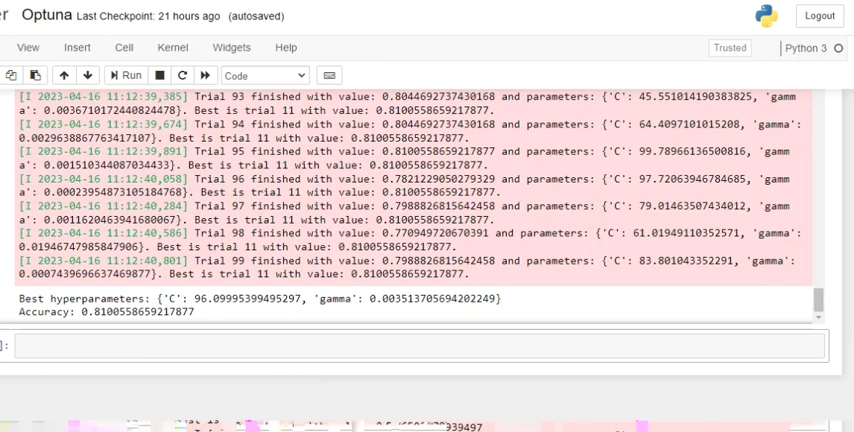 er Optuna Last Checkpoint: 21 hours ago (autosaved)
Logout
View Insert Cell Kernel Widgets Help
Trusted Python 3
Run Code
[I 2023-04-16 11:12:39,385] Trial 93 finished with value: 0.8044692737430168 and parameters: {'C': 45.551014190383825, 'gamm
a': 0.0036710172440824478}. Best is trial 11 with value: 0.8100558659217877.
[I 2023-04-16 11:12:39,674] Trial 94 finished with value: 0.8044692737430168 and parameters: {'C': 64.4097101015208, 'gamma':
0.0029638867763417107}. Best is trial 11 with value: 0.8100558659217877.
[I 2023-04-16 11:12:39,891] Trial 95 finished with value: 0.8100558659217877 and parameters: {'C': 99.78966136500816, 'gamm
a': 0.001510344087034433}. Best is trial 11 with value: 0.8100558659217877.
[I 2023-04-16 11:12:40,058] Trial 96 finished with value: 0.7821229050279329 and parameters: {'C': 97.72063946784685, 'gamm
a': 0.00023954873105184768}. Best is trial 11 with value: 0.8100558659217877.
[I 2023-04-16 11:12:40,284] Trial 97 finished with value: 0.7988826815642458 and parameters: {'C': 79.01463507434012, 'gamm
a': 0.0011620463941680067}. Best is trial 11 with value: 0.8100558659217877.
[I 2023-04-16 11:12:40,586] Trial 98 finished with value: 0.770949720670391 and parameters: {'C': 61.01949110352571, 'gamma':
0.01946747985847906}. Best is trial 11 with value: 0.8100558659217877.
[I 2023-04-16 11:12:40,801] Trial 99 finished with value: 0.7988826815642458 and parameters: {'C': 83.801043352291, 'gamma':
0.0007439696637469877}. Best is trial 11 with value: 0.8100558659217877.
Best hyperparameters: {'C': 96.09995399495297, 'gamma': 0.003513705694202249}
Accuracy: 0.8100558659217877
]: